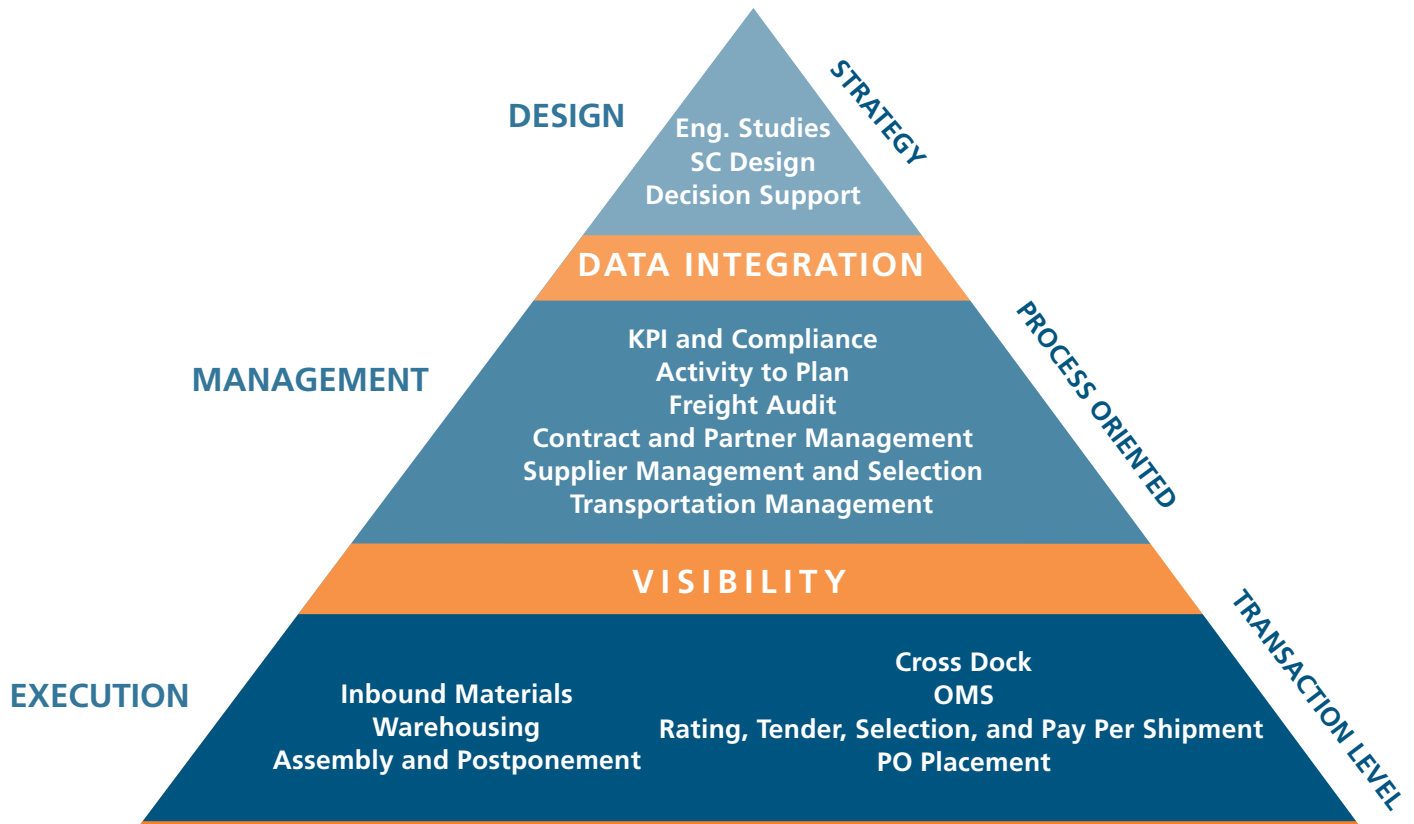 DESIGN
STRATEGY
Eng. Studies
SC Design
Decision Support
DATA INTEGRATION
MANAGEMENT
PROCESS ORIENTED
KPI and Compliance
Activity to Plan
Freight Audit
Contract and Partner Management
Supplier Management and Selection
Transportation Management
VISIBILITY
EXECUTION
TRANSACTION LEVEL
Inbound Materials
Warehousing
Assembly and Postponement
Cross Dock
OMS
Rating, Tender, Selection, and Pay Per Shipment
PO Placement